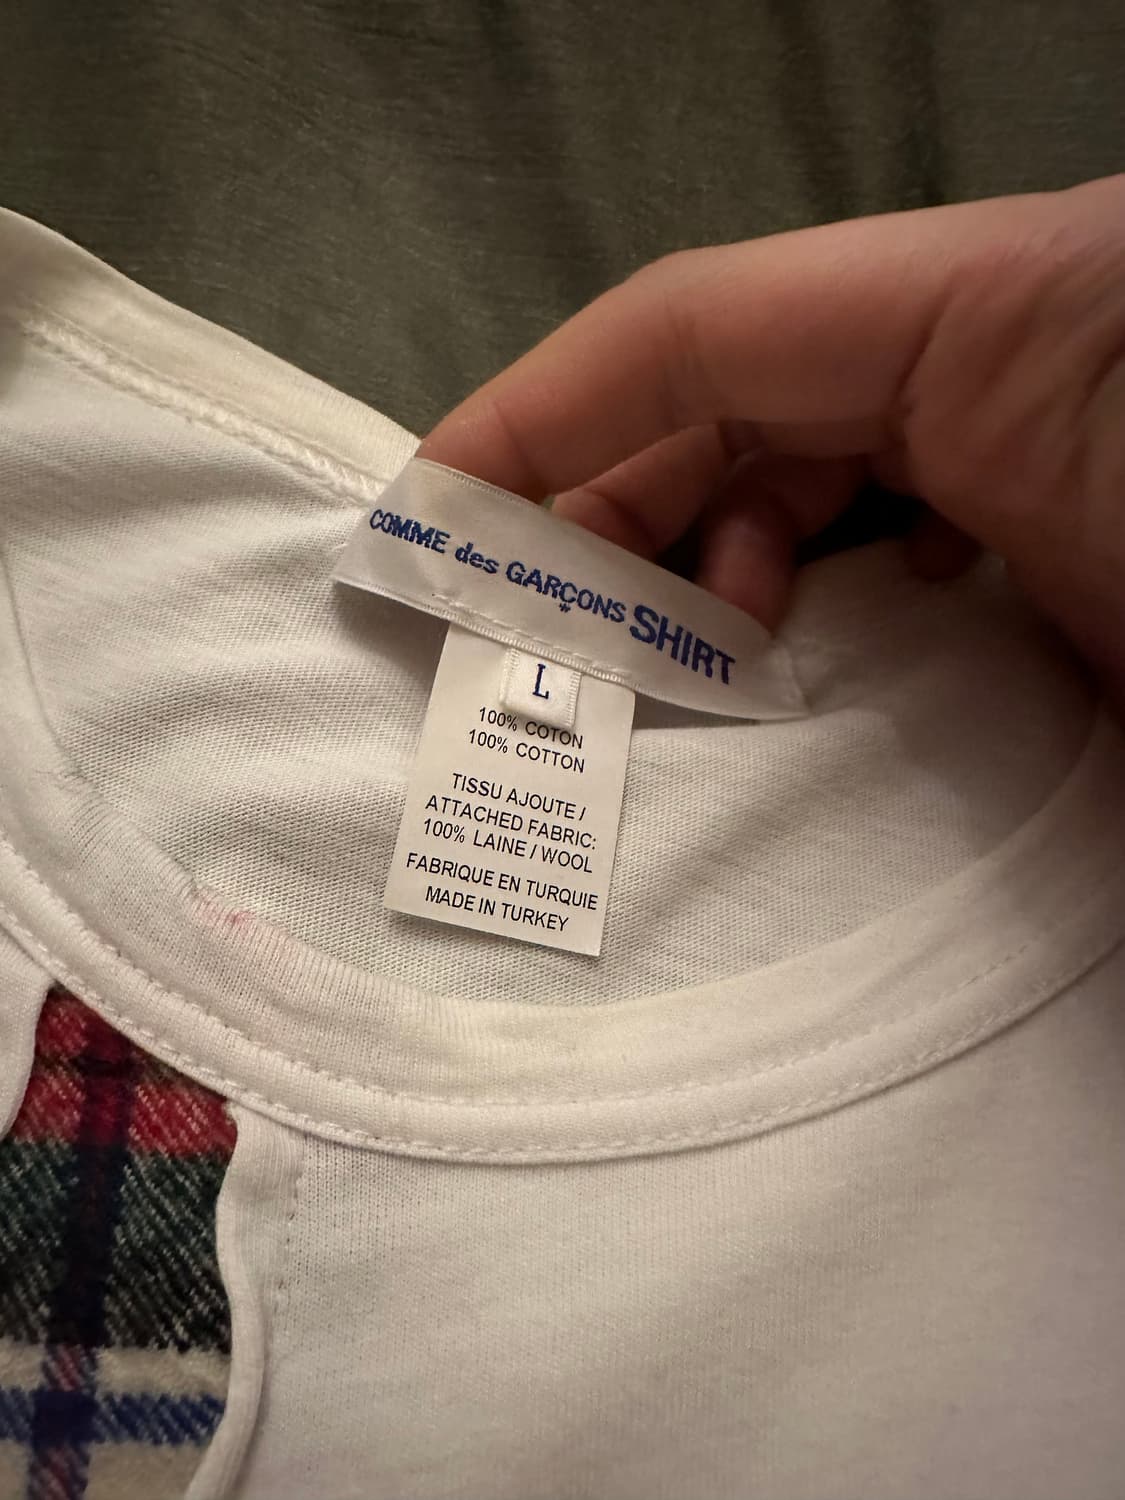 COMME des GARÇONS SHIRT
*
L
100% COTON
100% COTTON
TISSU AJOUTE /
ATTACHED FABRIC:
100% LAINE / WOOL
FABRIQUE EN TURQUIE
MADE IN TURKEY